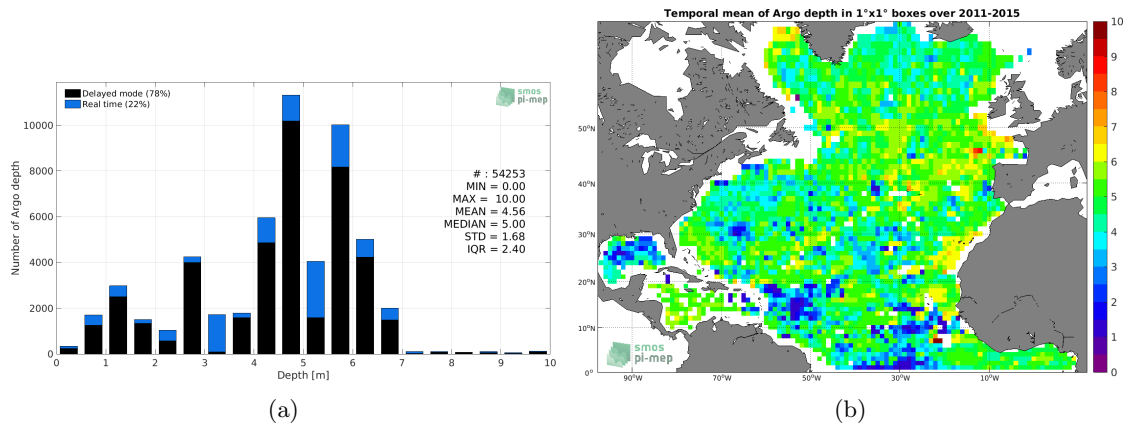 Delayed mode (78%)
Real time (22%)
smos
pi-mep
# : 54253
MIN = 0.00
MAX = 10.00
MEAN = 4.56
MEDIAN = 5.00
STD = 1.68
IQR = 2.40
Number of Argo depth
10000
8000
6000
4000
2000
0
0 1 2 3 4 5 6 7 8 9 10
Depth [m]
(a)
Temporal mean of Argo depth in 1°x1° boxes over 2011-2015
50°N
40°N
30°N
20°N
10°N
0°
90°W 70°W 50°W 30°W 10°W
smos
pi-mep
10
9
8
7
6
5
4
3
2
1
0
(b)